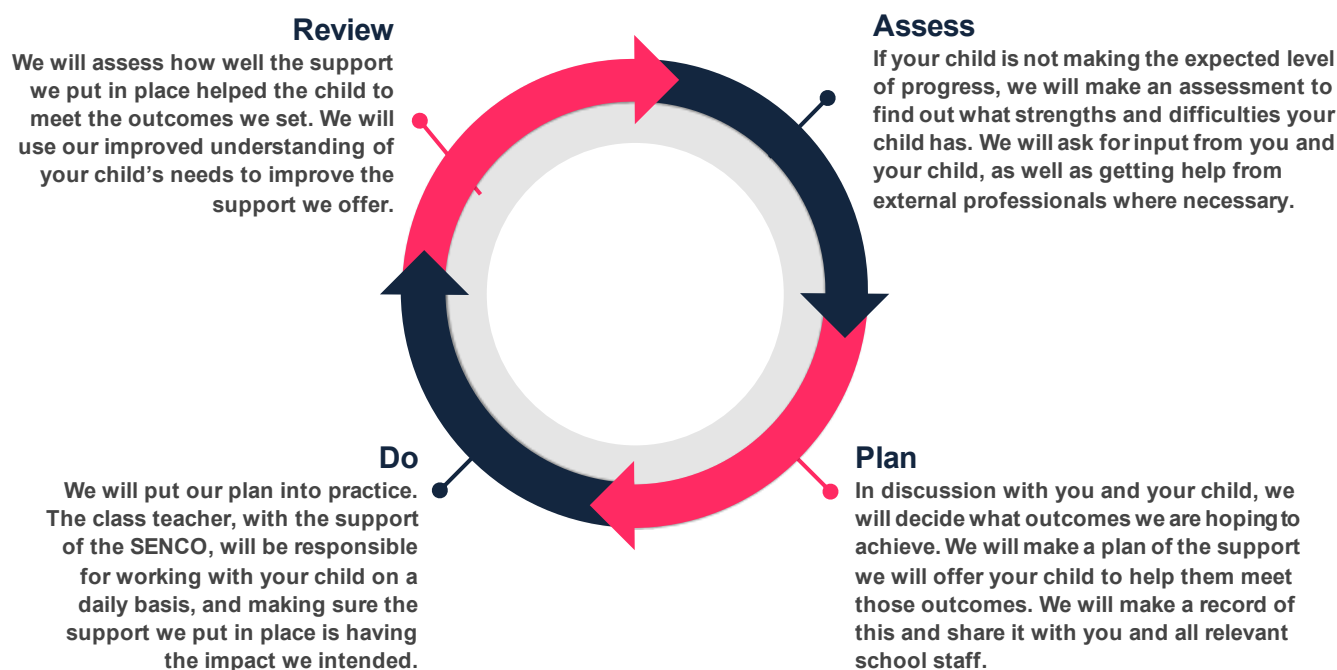 Review
We will assess how well the support
we put in place helped the child to
meet the outcomes we set. We will
use our improved understanding of
your child’s needs to improve the
support we offer.
Assess
If your child is not making the expected level
of progress, we will make an assessment to
find out what strengths and difficulties your
child has. We will ask for input from you and
your child, as well as getting help from
external professionals where necessary.
Do
We will put our plan into practice.
The class teacher, with the support
of the SENCO, will be responsible
for working with your child on a
daily basis, and making sure the
support we put in place is having
the impact we intended.
Plan
In discussion with you and your child, we
will decide what outcomes we are hoping to
achieve. We will make a plan of the support
we will offer your child to help them meet
those outcomes. We will make a record of
this and share it with you and all relevant
school staff.